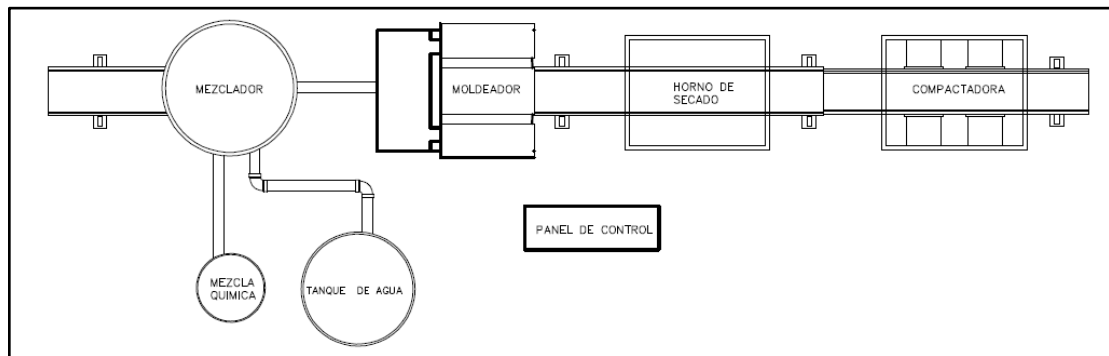 MEZCLADOR
MOLDEADOR
HORNO DE
SECADO
COMPACTADORA
PANEL DE CONTROL
MEZCLA
QUIMICA
TANQUE DE AGUA